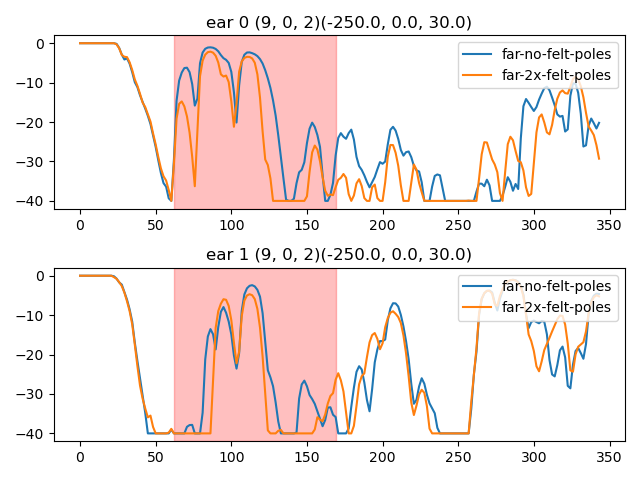 ear 0 (9, 0, 2)(-250.0, 0.0, 30.0)
0
−10
−20
−30
−40
far-no-felt-poles
far-2x-felt-poles
0 50 100 150 200 250 300 350
ear 1 (9, 0, 2)(-250.0, 0.0, 30.0)
0
−10
−20
−30
−40
far-no-felt-poles
far-2x-felt-poles
0 50 100 150 200 250 300 350